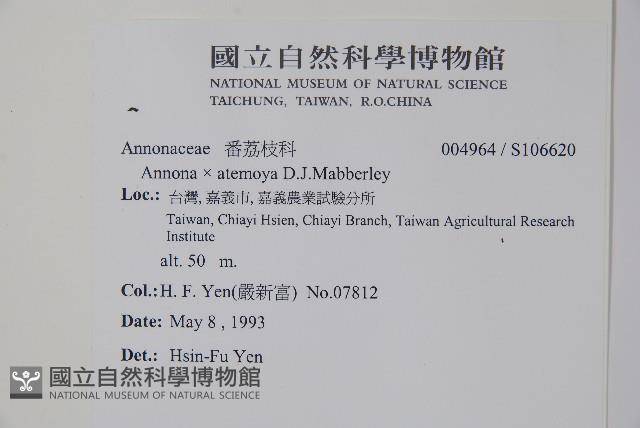 國立自然科學博物館
NATIONAL MUSEUM OF NATURAL SCIENCE
TAICHUNG, TAIWAN, R.O.CHINA
Annonaceae 番荔枝科 004964 / S106620
Annona × atemoya D.J.Mabberley
Loc.: 台灣, 嘉義市, 嘉義農業試驗分所
Taiwan, Chiayi Hsien, Chiayi Branch, Taiwan Agricultural Research
Institute
alt. 50 m.
Col.: H. F. Yen(嚴新富) No.07812
Date: May 8 , 1993
Det.: Hsin-Fu Yen
國立自然科學博物館
NATIONAL MUSEUM OF NATURAL SCIENCE